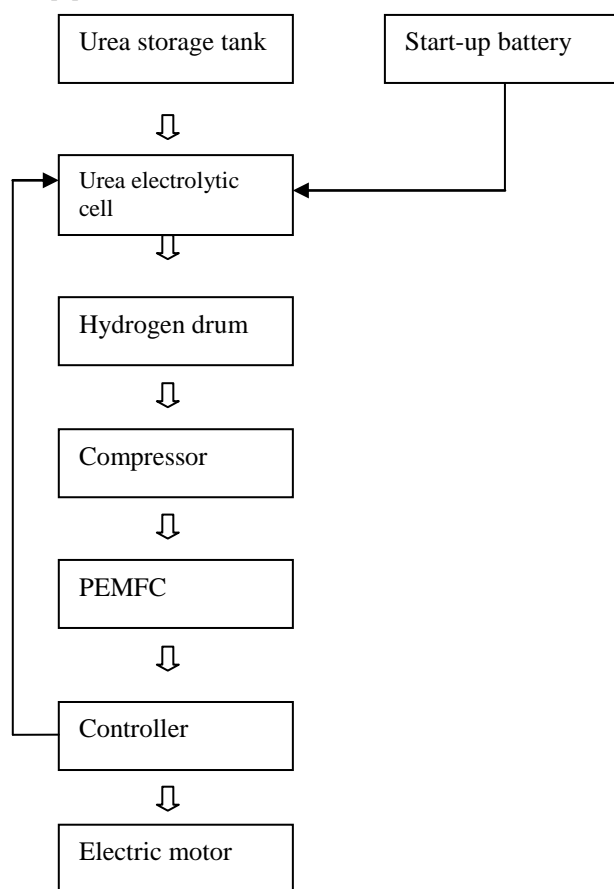 Urea storage tank
Start-up battery
Urea electrolytic
cell
Hydrogen drum
Compressor
PEMFC
Controller
Electric motor